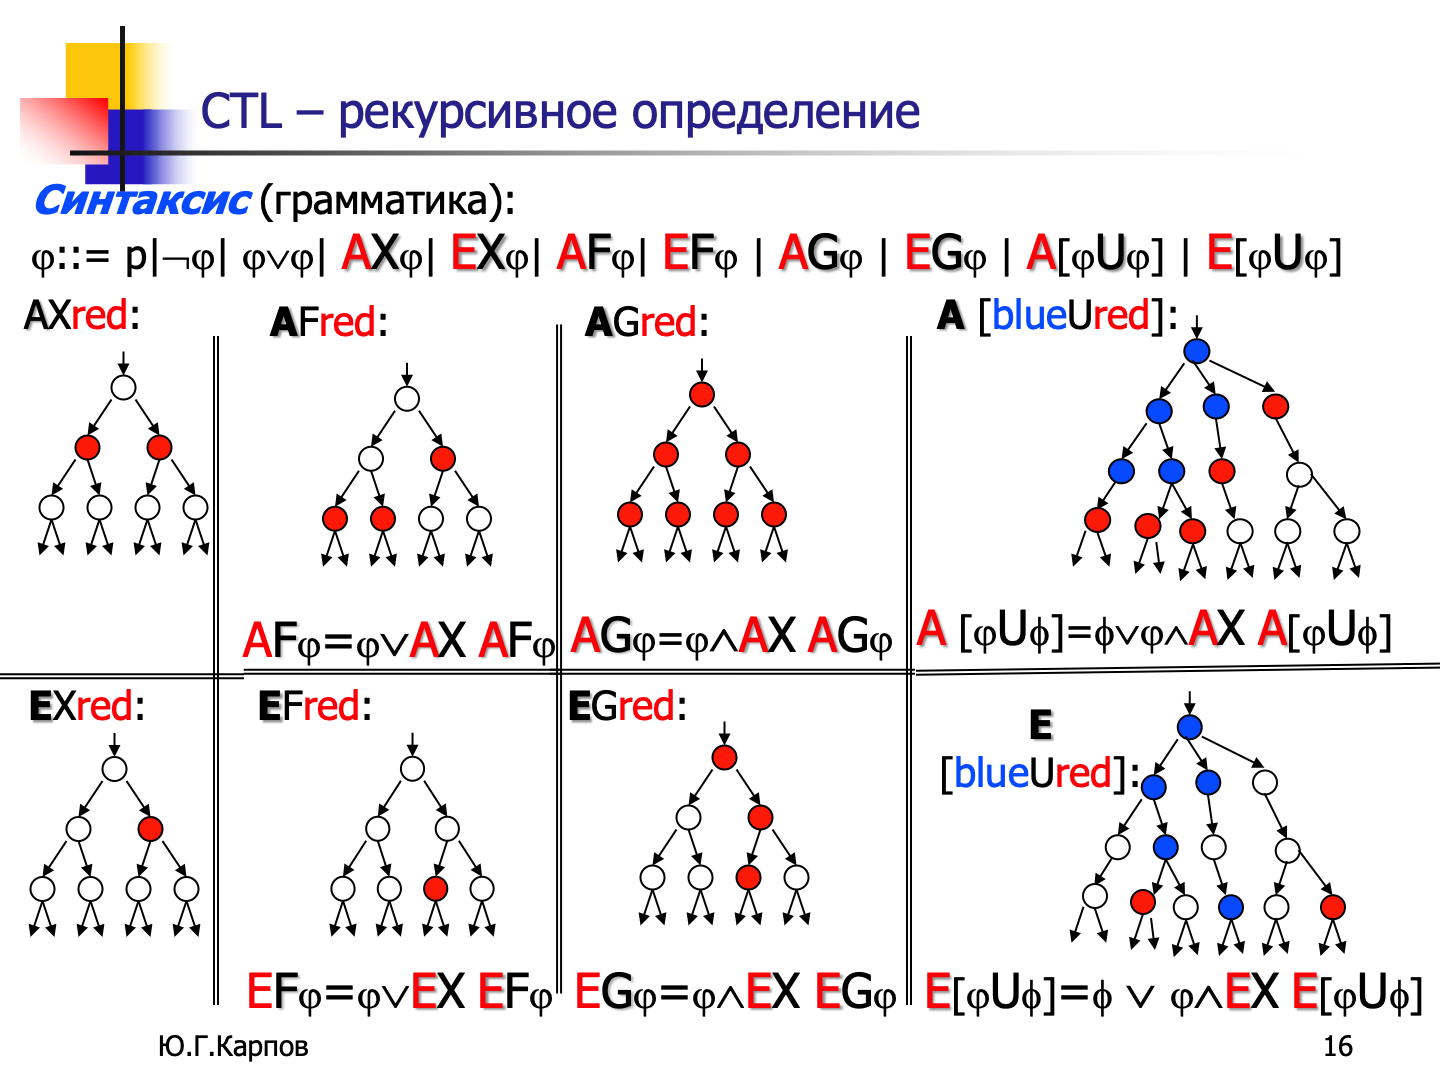 CTL – рекурсивное определение
Синтаксис (грамматика):
φ::= p|¬φ| φ∨φ| AXφ| EXφ| AFφ| EFφ | AGφ | EGφ | A[φUφ] | E[φUφ]
AXred:
AFred:
AGred:
A [blueUred]:
AFφ=φ∨AX AFφ
AGφ=φ∧AX AGφ
A [φUϕ]=ϕ∨φ∧AX A[φUϕ]
EXred:
EFred:
EGred:
E
[blueUred]:
EFφ=φ∨EX EFφ
EGφ=φ∧EX EGφ
E[φUϕ]=ϕ ∨ φ∧EX E[φUϕ]
Ю.Г.Карпов
16